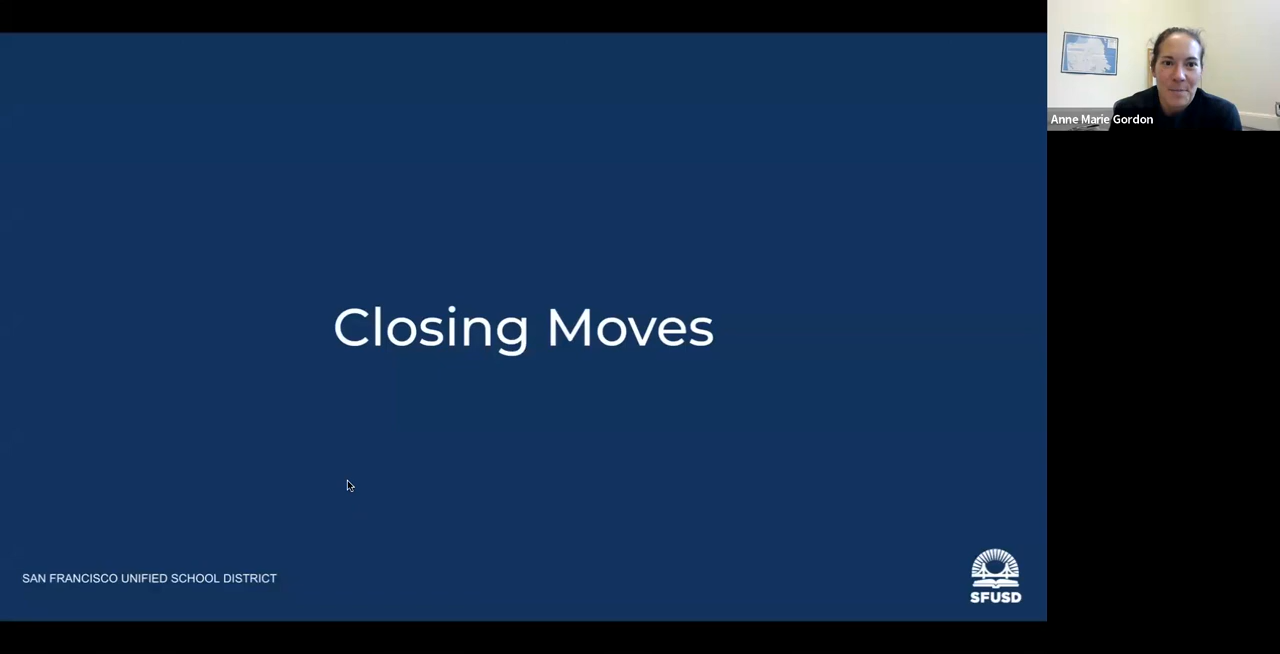 Anne Marie Gordon
Closing Moves
SAN FRANCISCO UNIFIED SCHOOL DISTRICT
SFUSD